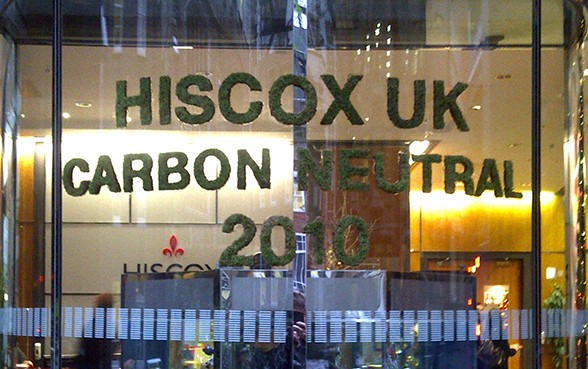 HISCOX UK
CARBON NEUTRAL
2010
HISCOX